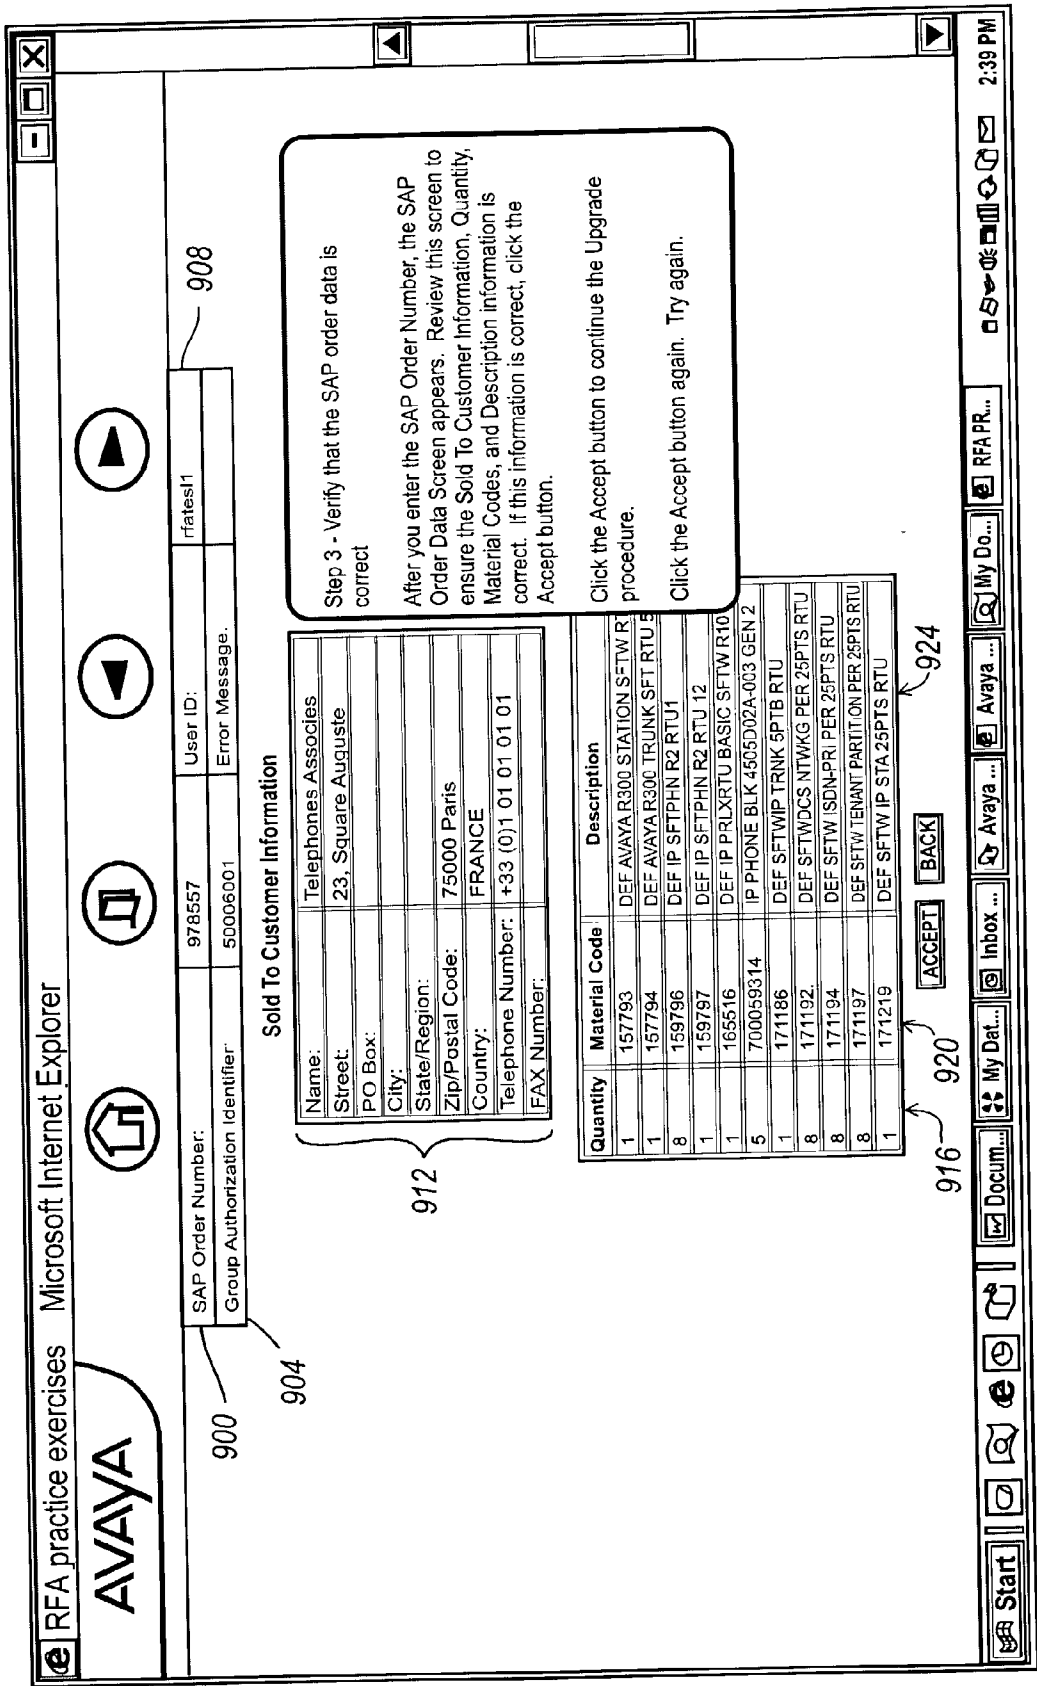 RFA practice exercises Microsoft Internet Explorer
AVAYA
SAP Order Number: 978557 User ID: rfatesl1
Group Authorization Identifier: 50006001 Error Message.
900
904
908
Sold To Customer Information
Name: Telephones Associes
Street: 23, Square Auguste
PO Box:
City:
State/Region:
Zip/Postal Code: 75000 Paris
Country: FRANCE
Telephone Number: +33 (0)1 01 01 01 01
FAX Number:
912
Step 3 - Verify that the SAP order data is
correct
After you enter the SAP Order Number, the SAP
Order Data Screen appears. Review this screen to
ensure the Sold To Customer Information, Quantity,
Material Codes, and Description information is
correct. If this information is correct, click the
Accept button.
Click the Accept button to continue the Upgrade
procedure.
Click the Accept button again. Try again.
Quantity Material Code Description
1 157793 DEF AVAYA R300 STATION SFTW RT
1 157794 DEF AVAYA R300 TRUNK SFT RTU 5
8 159796 DEF IP SFTPHN R2 RTU1
1 159797 DEF IP SFTPHN R2 RTU 12
1 165516 DEF IP PRLXRTU BASIC SFTW R10
5 700059314 IP PHONE BLK 4505D02A-003 GEN 2
1 171186 DEF SFTWIP TRNK 5PTB RTU
8 171192 DEF SFTWDCS NTWKG PER 25PTS RTU
8 171194 DEF SFTW ISDN-PRI PER 25PTS RTU
8 171197 DEF SFTW TENANT PARTITION PER 25PTS RTU
1 171219 DEF SFTW IP STA 25PTS RTU
916
920
924
ACCEPT BACK
Start Docum... My Dat... Inbox ... Avaya ... Avaya ... My Do... RFA PR... 2:39 PM